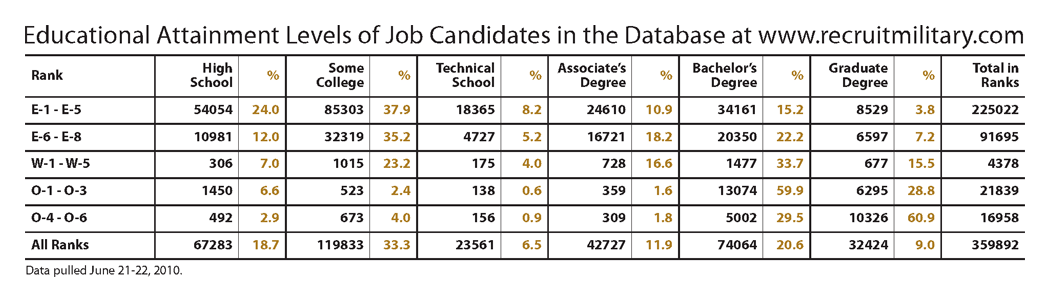 Educational Attainment Levels of Job Candidates in the Database at www.recruitmilitary.com
Rank High School % Some College % Technical School % Associate's Degree % Bachelor's Degree % Graduate Degree % Total in Ranks
E-1 - E-5 54054 24.0 85303 37.9 18365 8.2 24610 10.9 34161 15.2 8529 3.8 225022
E-6 - E-8 10981 12.0 32319 35.2 4727 5.2 16721 18.2 20350 22.2 6597 7.2 91695
W-1 - W-5 306 7.0 1015 23.2 175 4.0 728 16.6 1477 33.7 677 15.5 4378
O-1 - O-3 1450 6.6 523 2.4 138 0.6 359 1.6 13074 59.9 6295 28.8 21839
O-4 - O-6 492 2.9 673 4.0 156 0.9 309 1.8 5002 29.5 10326 60.9 16958
All Ranks 67283 18.7 119833 33.3 23561 6.5 42727 11.9 74064 20.6 32424 9.0 359892
Data pulled June 21-22, 2010.